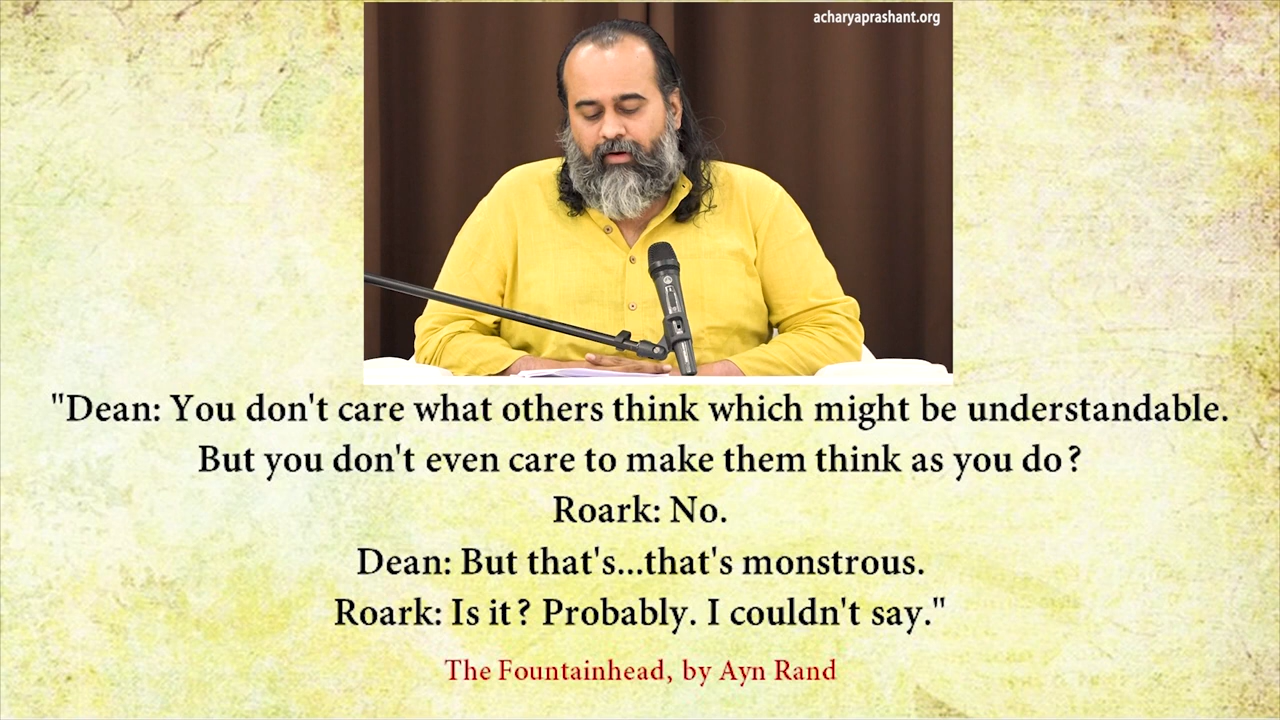 acharyaprashant.org
"Dean: You don't care what others think which might be understandable.
But you don't even care to make them think as you do?
Roark: No.
Dean: But that's...that's monstrous.
Roark: Is it? Probably. I couldn't say."
The Fountainhead, by Ayn Rand